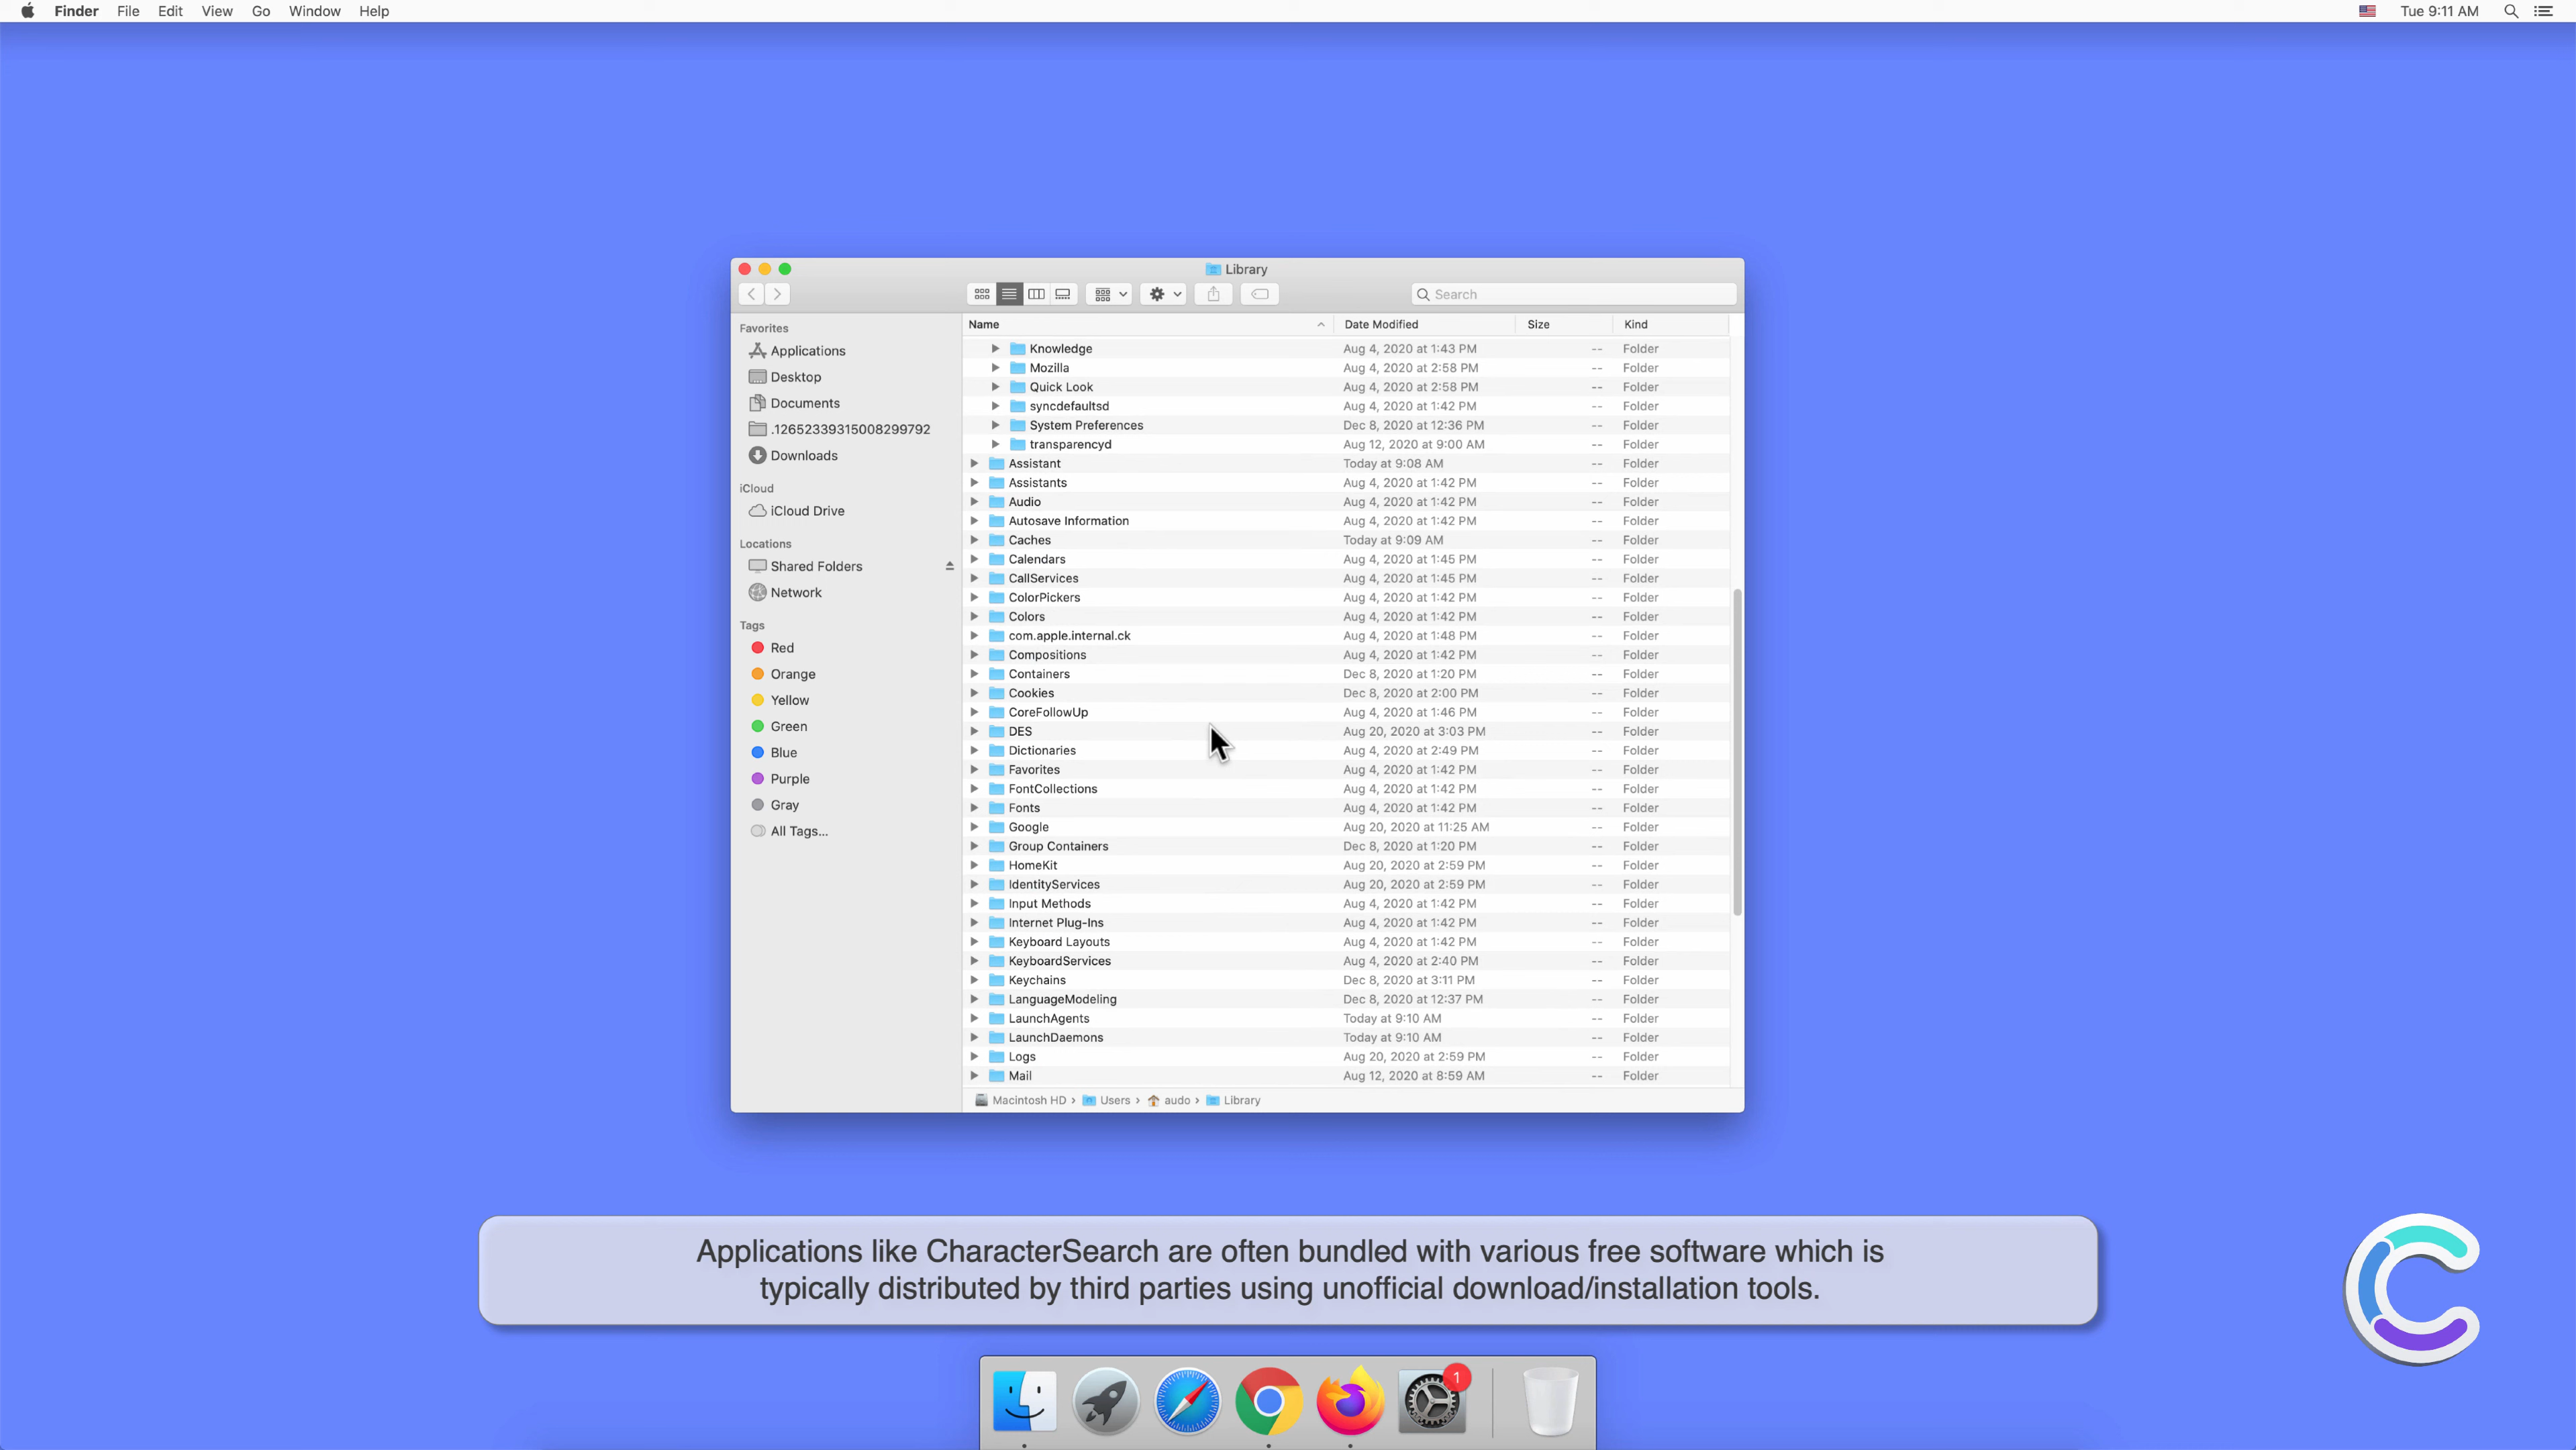 Finder File Edit View Go Window Help Tue 9:11 AM
Library
Search
Favorites
Applications
Desktop
Documents
.12652339315008299792
Downloads
iCloud
iCloud Drive
Locations
Shared Folders
Network
Tags
Red
Orange
Yellow
Green
Blue
Purple
Gray
All Tags...
Name Date Modified Size Kind
Knowledge Aug 4, 2020 at 1:43 PM -- Folder
Mozilla Aug 4, 2020 at 2:58 PM -- Folder
Quick Look Aug 4, 2020 at 2:58 PM -- Folder
syncdefaultsd Aug 4, 2020 at 1:42 PM -- Folder
System Preferences Dec 8, 2020 at 12:36 PM -- Folder
transparencyd Aug 12, 2020 at 9:00 AM -- Folder
Assistant Today at 9:08 AM -- Folder
Assistants Aug 4, 2020 at 1:42 PM -- Folder
Audio Aug 4, 2020 at 1:42 PM -- Folder
Autosave Information Aug 4, 2020 at 1:42 PM -- Folder
Caches Today at 9:09 AM -- Folder
Calendars Aug 4, 2020 at 1:45 PM -- Folder
CallServices Aug 4, 2020 at 1:45 PM -- Folder
ColorPickers Aug 4, 2020 at 1:42 PM -- Folder
Colors Aug 4, 2020 at 1:42 PM -- Folder
com.apple.internal.ck Aug 4, 2020 at 1:48 PM -- Folder
Compositions Aug 4, 2020 at 1:42 PM -- Folder
Containers Dec 8, 2020 at 1:20 PM -- Folder
Cookies Dec 8, 2020 at 2:00 PM -- Folder
CoreFollowUp Aug 4, 2020 at 1:46 PM -- Folder
DES Aug 20, 2020 at 3:03 PM -- Folder
Dictionaries Aug 4, 2020 at 2:49 PM -- Folder
Favorites Aug 4, 2020 at 1:42 PM -- Folder
FontCollections Aug 4, 2020 at 1:42 PM -- Folder
Fonts Aug 4, 2020 at 1:42 PM -- Folder
Google Aug 20, 2020 at 11:25 AM -- Folder
Group Containers Dec 8, 2020 at 1:20 PM -- Folder
HomeKit Aug 20, 2020 at 2:59 PM -- Folder
IdentityServices Aug 20, 2020 at 2:59 PM -- Folder
Input Methods Aug 4, 2020 at 1:42 PM -- Folder
Internet Plug-Ins Aug 4, 2020 at 1:42 PM -- Folder
Keyboard Layouts Aug 4, 2020 at 1:42 PM -- Folder
KeyboardServices Aug 4, 2020 at 2:40 PM -- Folder
Keychains Dec 8, 2020 at 3:11 PM -- Folder
LanguageModeling Dec 8, 2020 at 12:37 PM -- Folder
LaunchAgents Today at 9:10 AM -- Folder
LaunchDaemons Today at 9:10 AM -- Folder
Logs Aug 20, 2020 at 2:59 PM -- Folder
Mail Aug 12, 2020 at 8:59 AM -- Folder
Macintosh HD › Users › audo › Library
Applications like CharacterSearch are often bundled with various free software which is
typically distributed by third parties using unofficial download/installation tools.
1